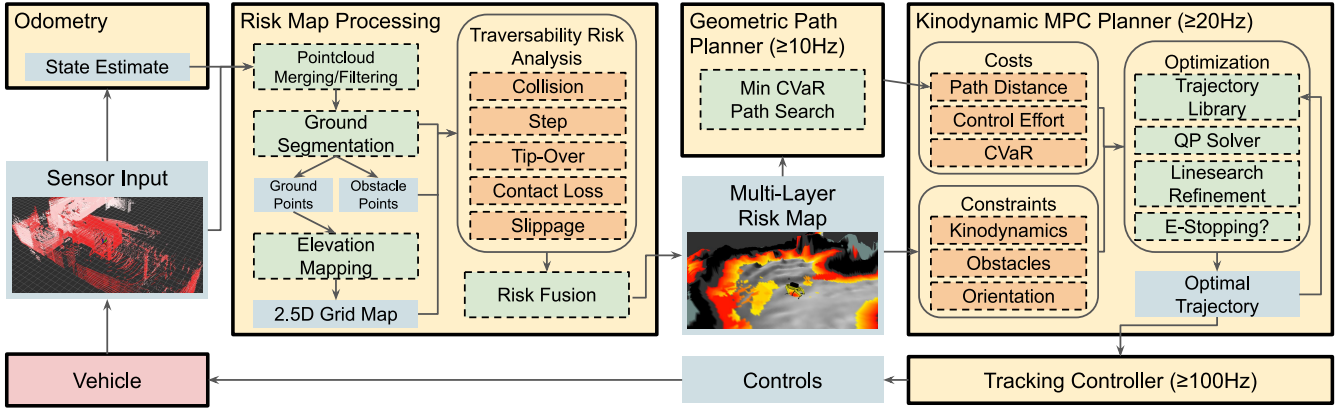 Odometry
State Estimate
Sensor Input
Vehicle
Risk Map Processing
Pointcloud
Merging/Filtering
Ground
Segmentation
Ground
Points
Obstacle
Points
Elevation
Mapping
2.5D Grid Map
Traversability Risk
Analysis
Collision
Step
Tip-Over
Contact Loss
Slippage
Risk Fusion
Geometric Path
Planner (≥10Hz)
Min CVaR
Path Search
Multi-Layer
Risk Map
Controls
Kinodynamic MPC Planner (≥20Hz)
Costs
Path Distance
Control Effort
CVaR
Constraints
Kinodynamics
Obstacles
Orientation
Optimization
Trajectory
Library
QP Solver
Linesearch
Refinement
E-Stopping?
Optimal
Trajectory
Tracking Controller (≥100Hz)